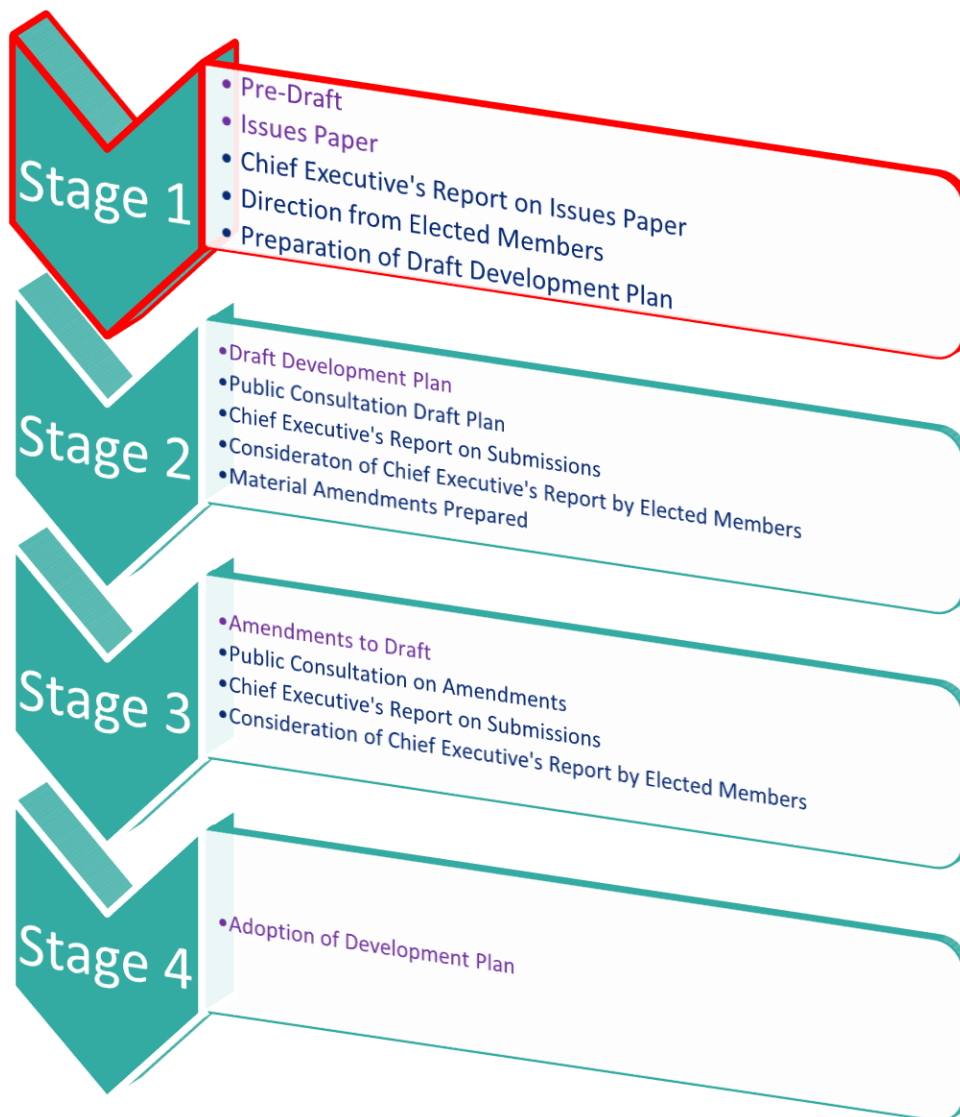 Stage 1
• Pre-Draft
• Issues Paper
• Chief Executive's Report on Issues Paper
• Direction from Elected Members
• Preparation of Draft Development Plan
Stage 2
•Draft Development Plan
•Public Consultation Draft Plan
•Chief Executive's Report on Submissions
•Consideraton of Chief Executive's Report by Elected Members
•Material Amendments Prepared
Stage 3
•Amendments to Draft
•Public Consultation on Amendments
•Chief Executive's Report on Submissions
•Consideration of Chief Executive's Report by Elected Members
Stage 4
•Adoption of Development Plan